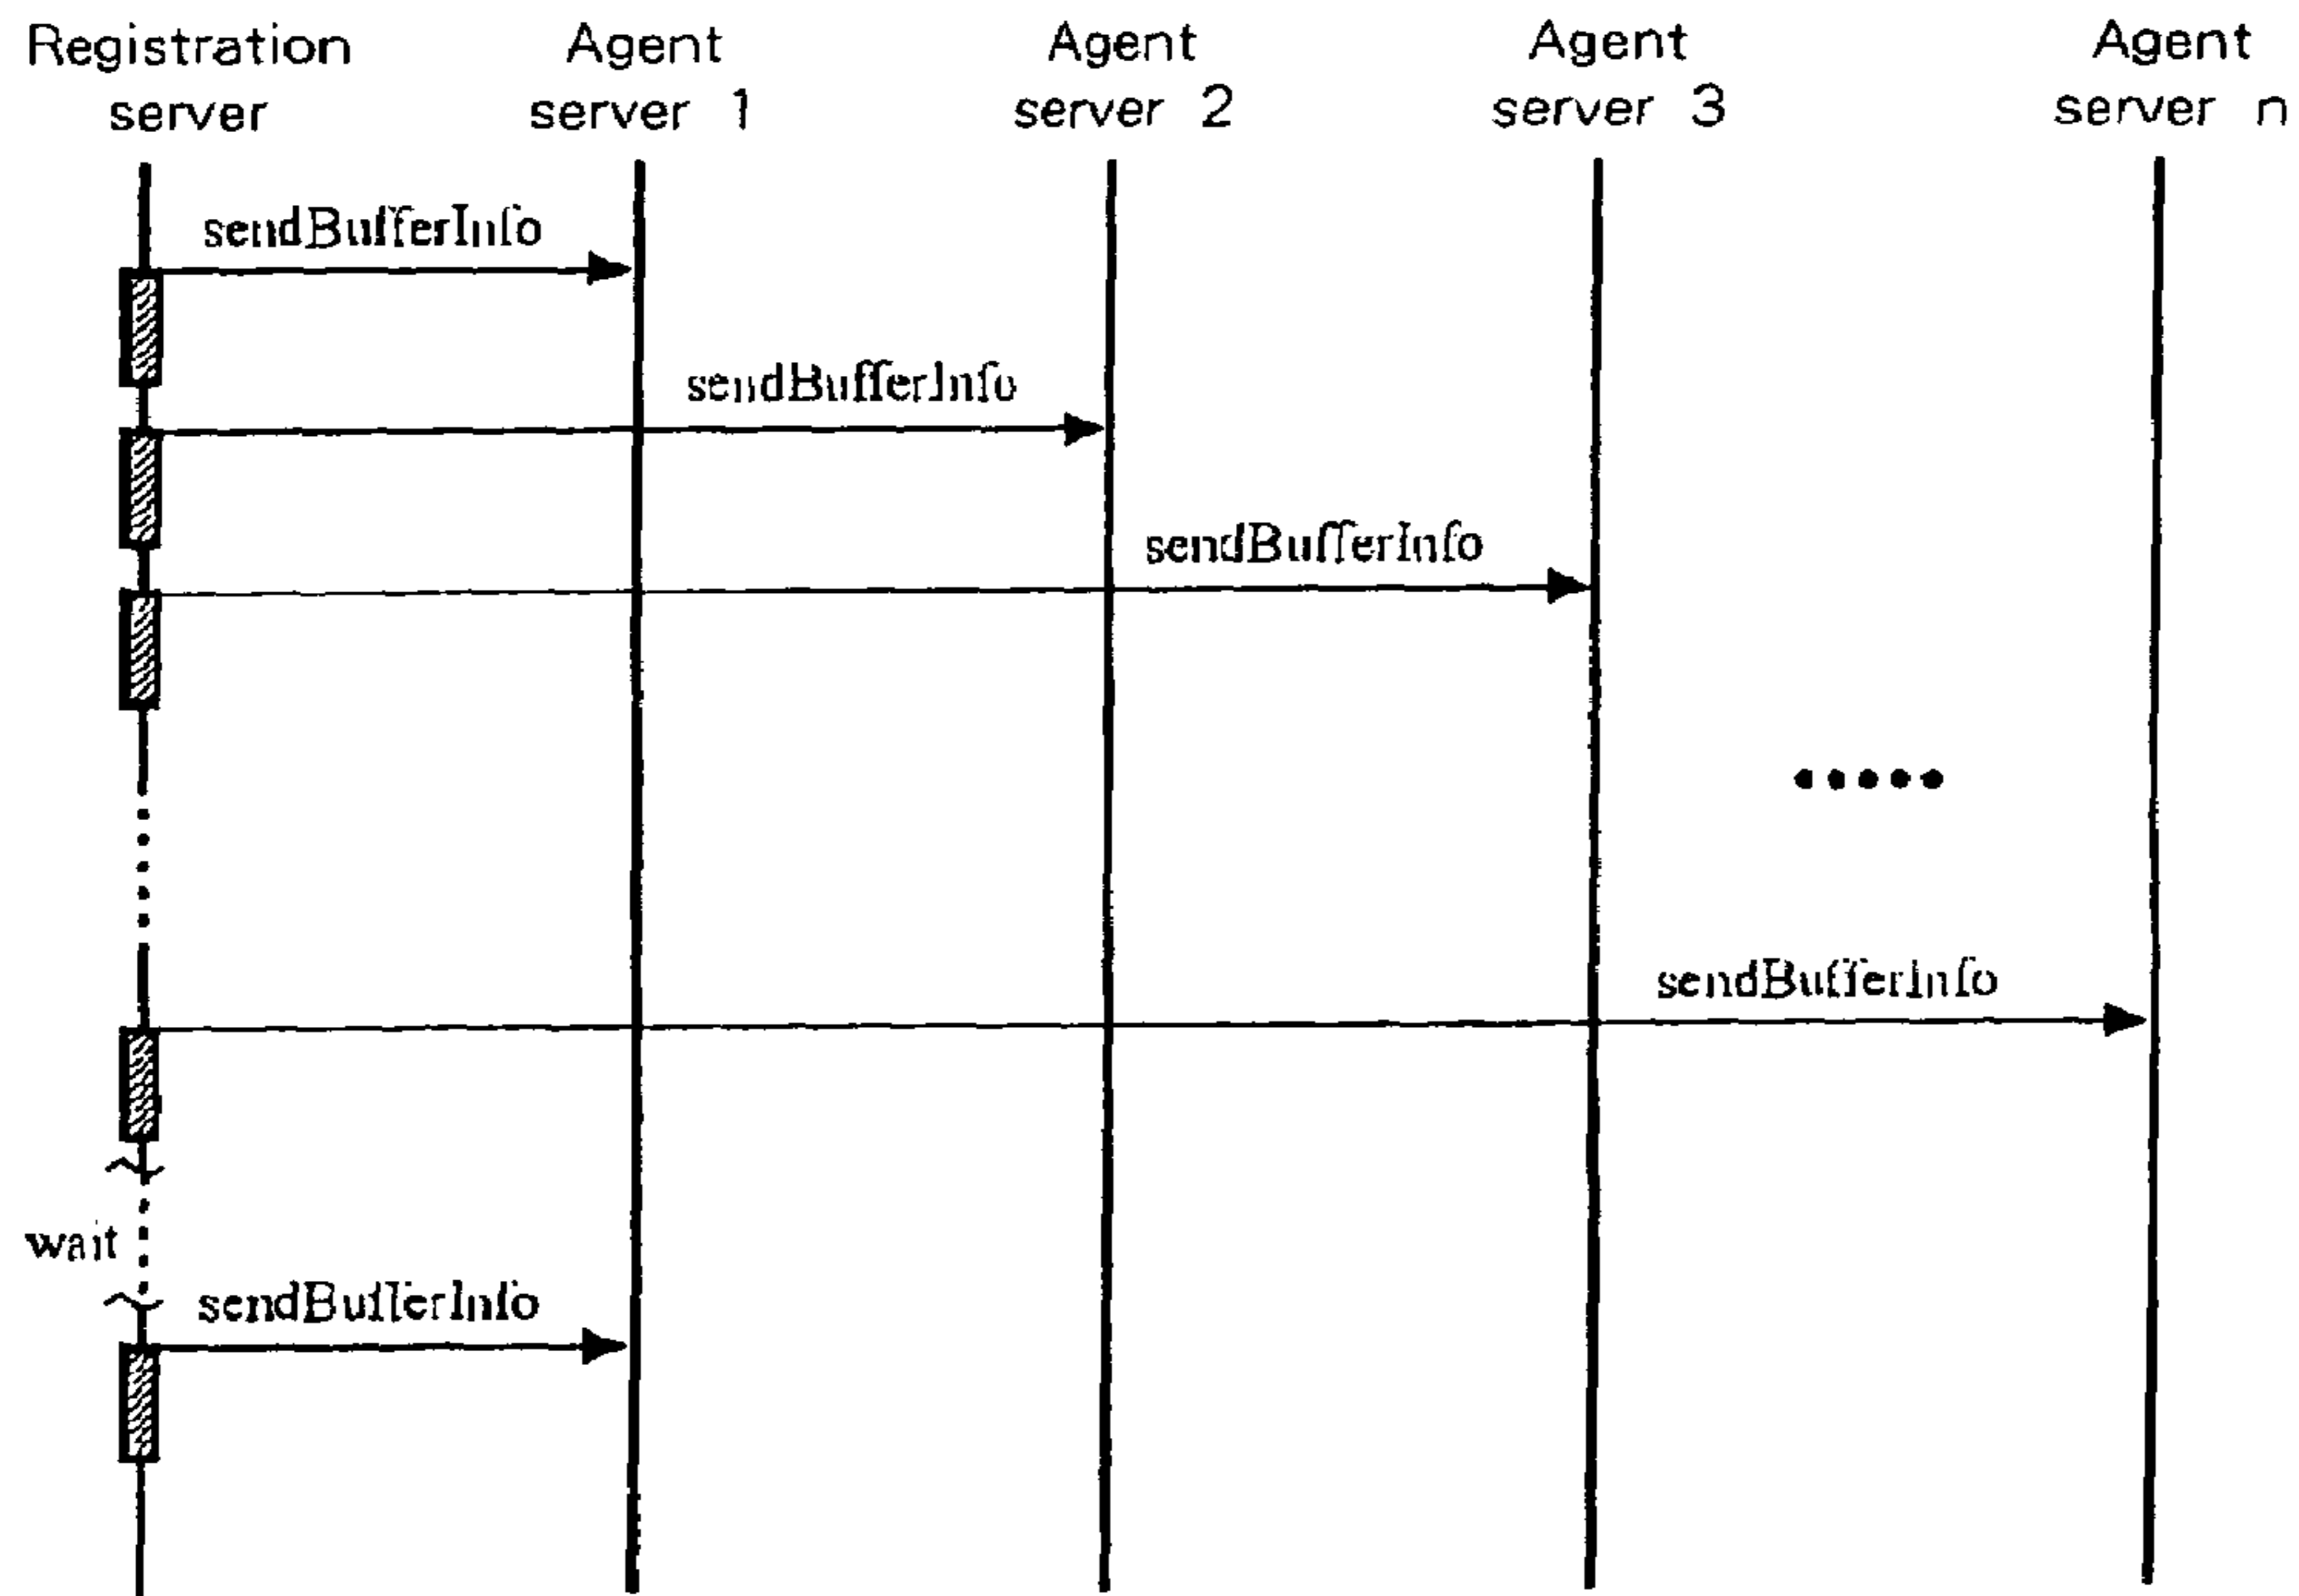 Registration server
Agent server 1
Agent server 2
Agent server 3
Agent server n
sendBufferInfo
sendBufferInfo
sendBufferInfo
sendBufferInfo
wait
sendBufferInfo